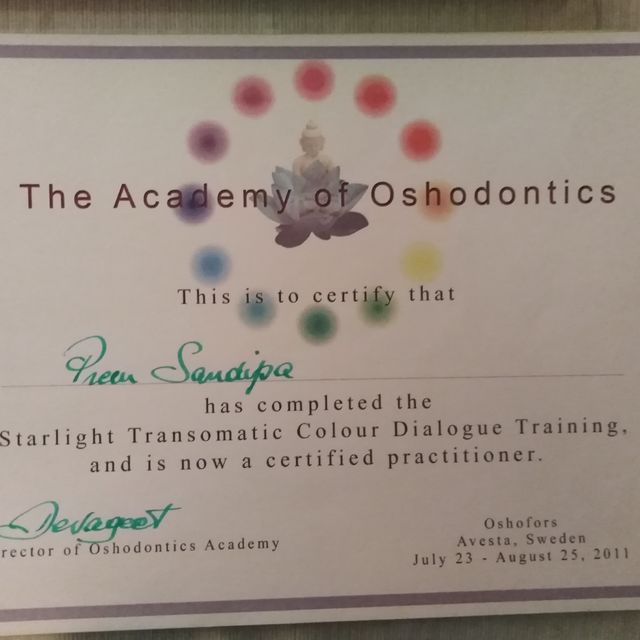 The Academy of Oshodontics
This is to certify that
Prem Sandipa
has completed the
Starlight Transomatic Colour Dialogue Training,
and is now a certified practitioner.
Devageet
rector of Oshodontics Academy
Oshofors
Avesta, Sweden
July 23 - August 25, 2011